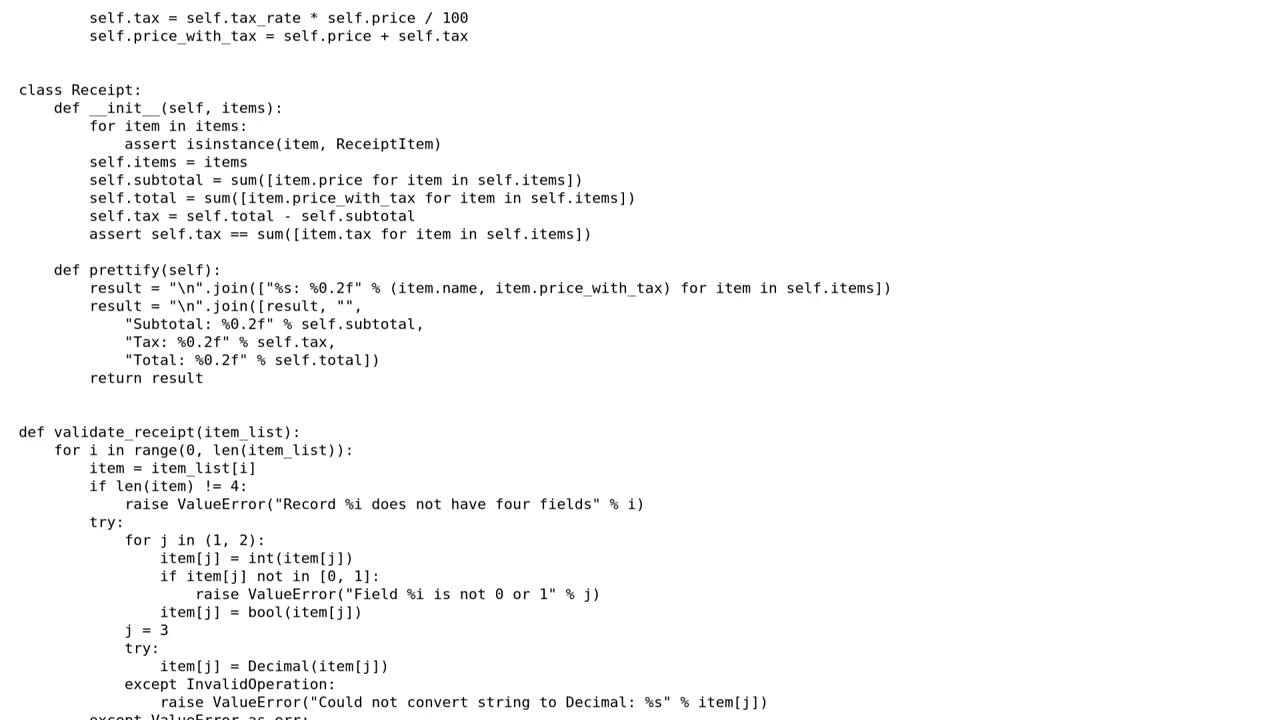 self.tax = self.tax_rate * self.price / 100
        self.price_with_tax = self.price + self.tax


class Receipt:
    def __init__(self, items):
        for item in items:
            assert isinstance(item, ReceiptItem)
        self.items = items
        self.subtotal = sum([item.price for item in self.items])
        self.total = sum([item.price_with_tax for item in self.items])
        self.tax = self.total - self.subtotal
        assert self.tax == sum([item.tax for item in self.items])

    def prettify(self):
        result = "\n".join(["%s: %0.2f" % (item.name, item.price_with_tax) for item in self.items])
        result = "\n".join([result, "",
            "Subtotal: %0.2f" % self.subtotal,
            "Tax: %0.2f" % self.tax,
            "Total: %0.2f" % self.total])
        return result


def validate_receipt(item_list):
    for i in range(0, len(item_list)):
        item = item_list[i]
        if len(item) != 4:
            raise ValueError("Record %i does not have four fields" % i)
        try:
            for j in (1, 2):
                item[j] = int(item[j])
                if item[j] not in [0, 1]:
                    raise ValueError("Field %i is not 0 or 1" % j)
                item[j] = bool(item[j])
            j = 3
            try:
                item[j] = Decimal(item[j])
            except InvalidOperation:
                raise ValueError("Could not convert string to Decimal: %s" % item[j])
        except ValueError as err: